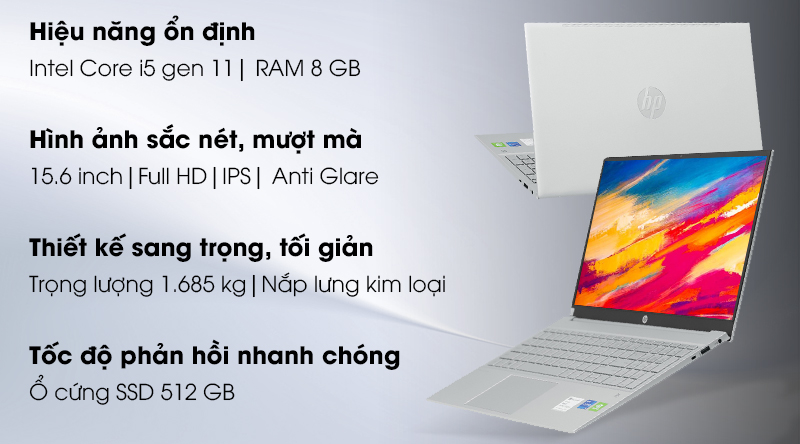 Hiệu năng ổn định
Intel Core i5 gen 11| RAM 8 GB
Hình ảnh sắc nét, mượt mà
15.6 inch|Full HD|IPS| Anti Glare
Thiết kế sang trọng, tối giản
Trọng lượng 1.685 kg|Nắp lưng kim loại
Tốc độ phản hồi nhanh chóng
Ổ cứng SSD 512 GB
hp
hp